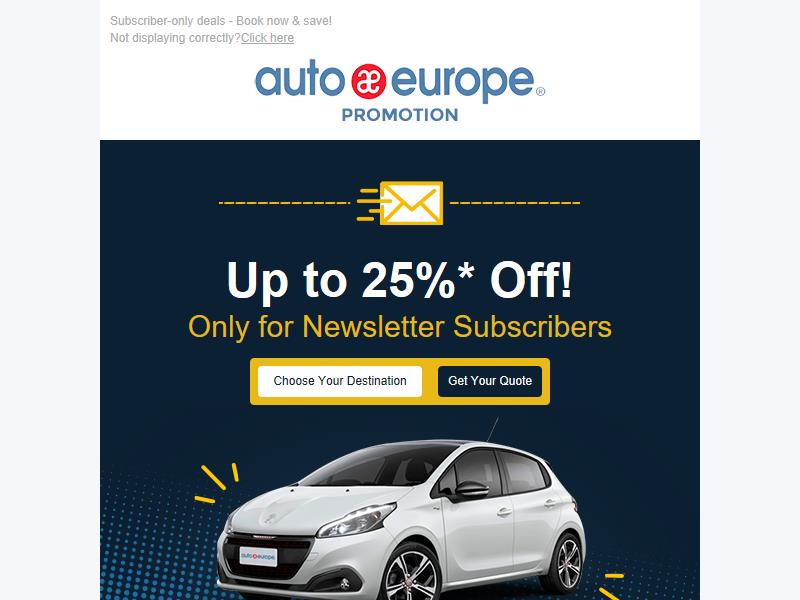 Subscriber-only deals - Book now & save!
Not displaying correctly?Click here
auto æ europe®
PROMOTION
Up to 25%* Off!
Only for Newsletter Subscribers
Choose Your Destination
Get Your Quote
auto æ europe